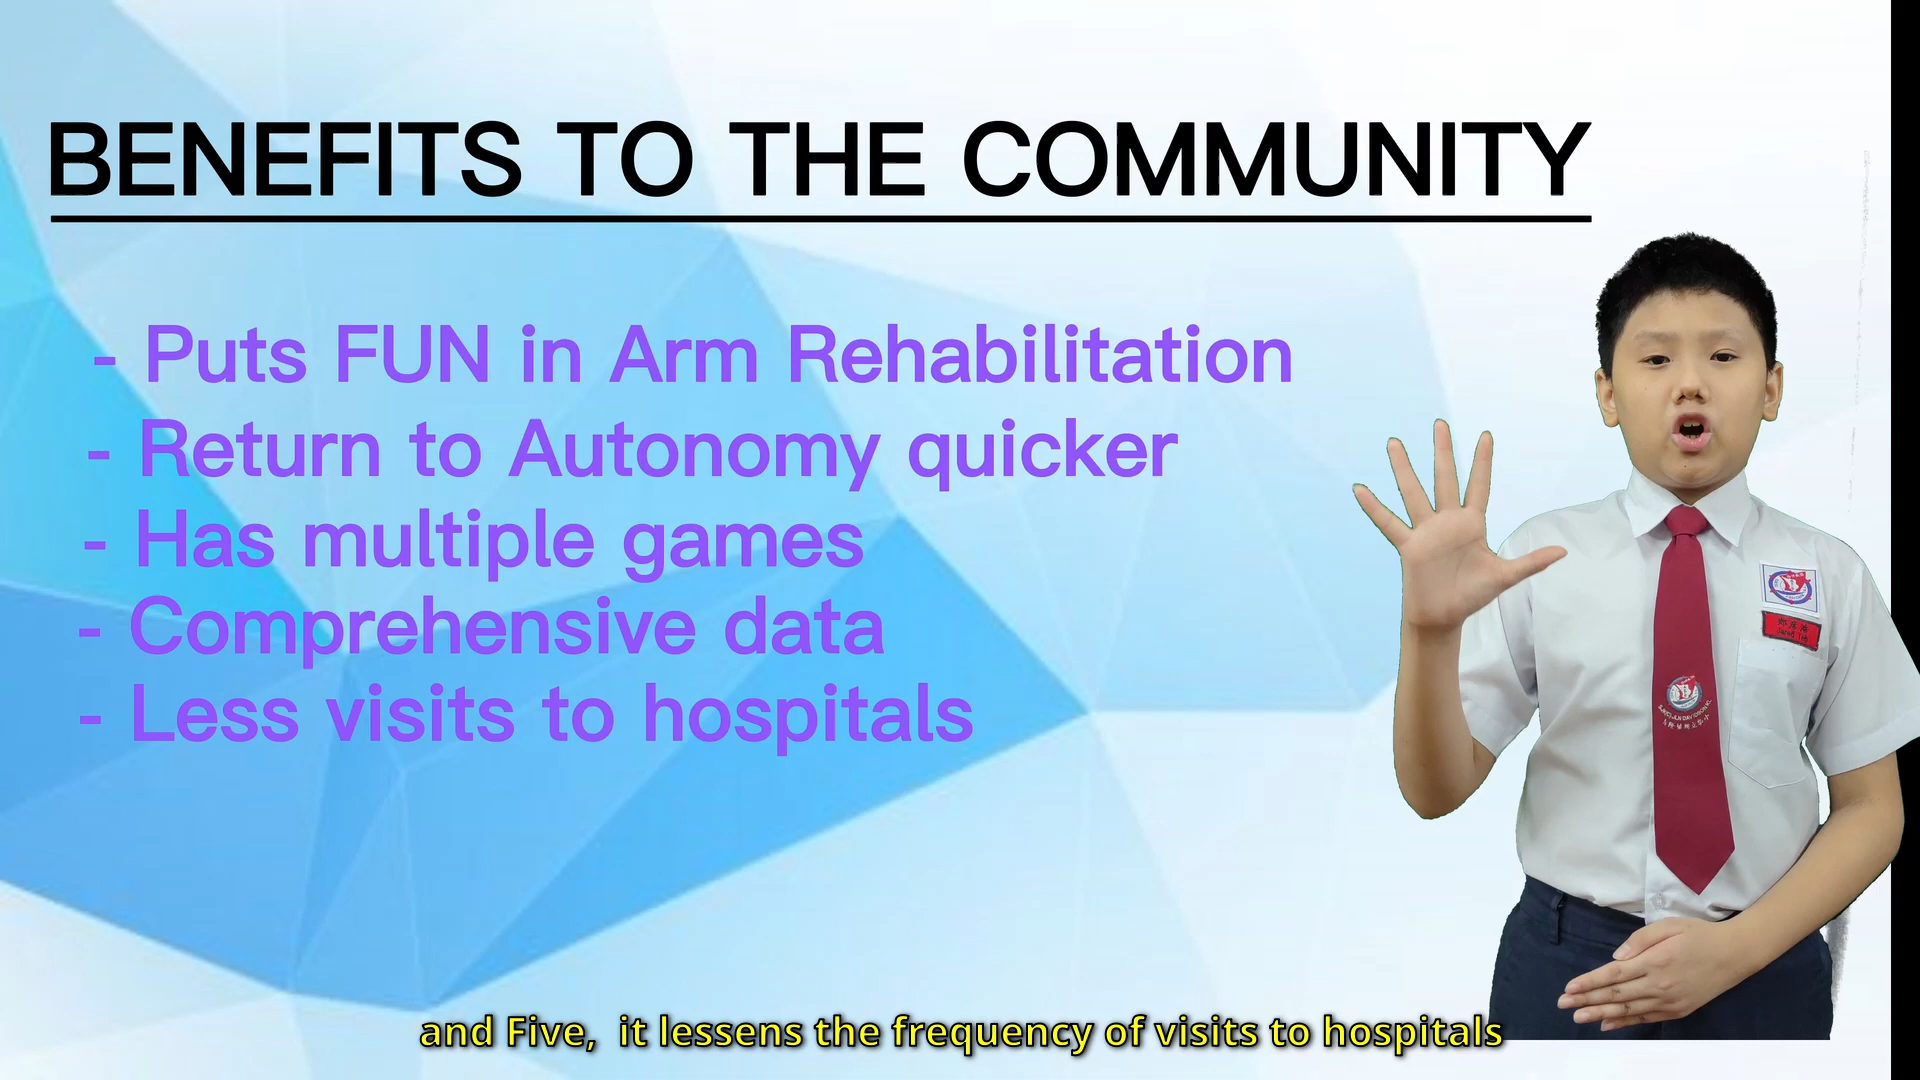 BENEFITS TO THE COMMUNITY
- Puts FUN in Arm Rehabilitation
- Return to Autonomy quicker
- Has multiple games
- Comprehensive data
- Less visits to hospitals
and Five, it lessens the frequency of visits to hospitals